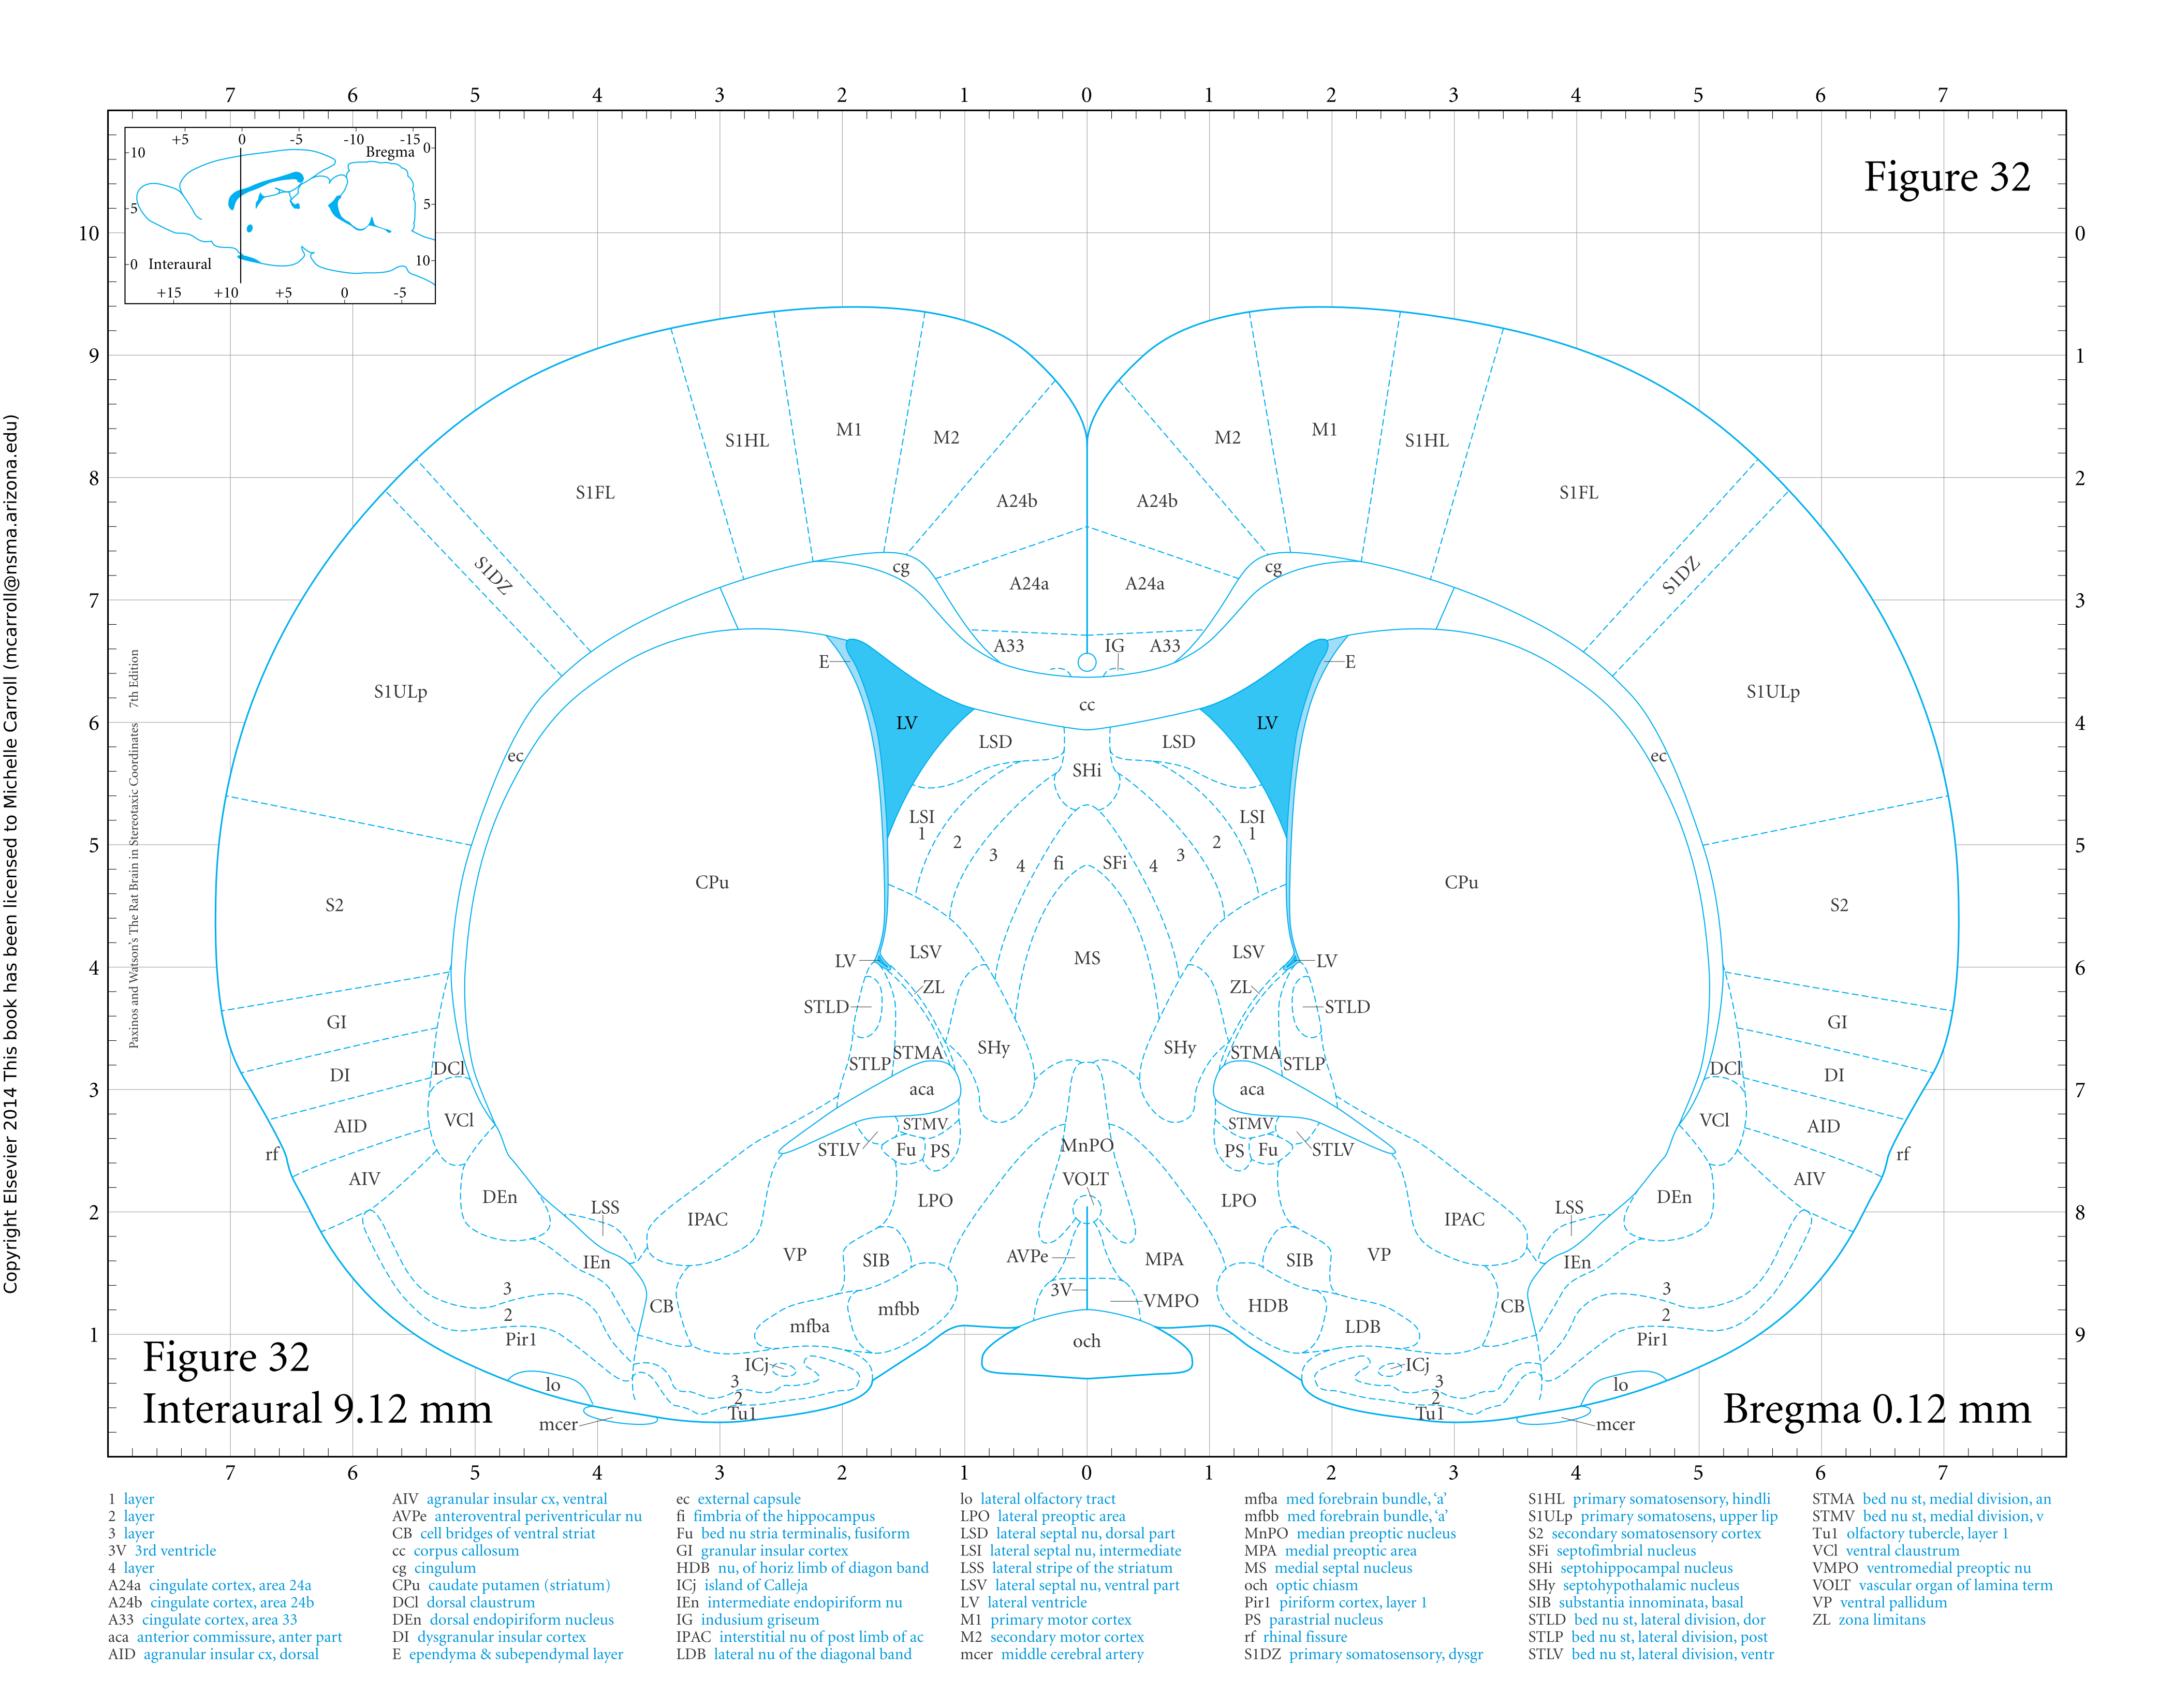 7 6 5 4 3 2 1 0 1 2 3 4 5 6 7
+5 0 -5 -10 -15
Bregma 0
10
5 5
10
0 Interaural
+15 +10 +5 0 -5
Figure 32
10 0
9 1
8 2
7 3
6 4
5 5
4 6
3 7
2 8
1 9
Copyright Elsevier 2014 This book has been licensed to Michelle Carroll (mcarroll@nsma.arizona.edu)
Paxinos and Watson's The Rat Brain in Stereotaxic Coordinates 7th Edition
S1HL M1 M2 M2 M1 S1HL
S1FL A24b A24b S1FL
S1DZ cg A24a A24a cg S1DZ
A33 IG A33
E E
S1ULp LV cc LV S1ULp
ec LSD SHi LSD ec
LSI LSI
1 2 3 4 fi SFi 4 3 2 1
CPu CPu
S2 S2
LSV MS LSV
LV LV
ZL ZL
STLD STLD
GI GI
SHy SHy
STMA STMA
STLP STLP
DCl DCl
DI DI
aca aca
VCl VCl
AID STMV STMV AID
STLV Fu PS MnPO PS Fu STLV
rf rf
AIV VOLT AIV
DEn LPO LPO DEn
LSS IPAC IPAC LSS
VP AVPe MPA VP
IEn SIB SIB IEn
3 3V 3
2 CB mfbb VMPO HDB CB 2
Pir1 mfba och LDB Pir1
ICj ICj
lo 3 3 lo
2 2
mcer Tu1 Tu1 mcer
Figure 32
Interaural 9.12 mm Bregma 0.12 mm
7 6 5 4 3 2 1 0 1 2 3 4 5 6 7
1 layer
2 layer
3 layer
3V 3rd ventricle
4 layer
A24a cingulate cortex, area 24a
A24b cingulate cortex, area 24b
A33 cingulate cortex, area 33
aca anterior commissure, anter part
AID agranular insular cx, dorsal
AIV agranular insular cx, ventral
AVPe anteroventral periventricular nu
CB cell bridges of ventral striat
cc corpus callosum
cg cingulum
CPu caudate putamen (striatum)
DCl dorsal claustrum
DEn dorsal endopiriform nucleus
DI dysgranular insular cortex
E ependyma & subependymal layer
ec external capsule
fi fimbria of the hippocampus
Fu bed nu stria terminalis, fusiform
GI granular insular cortex
HDB nu, of horiz limb of diagon band
ICj island of Calleja
IEn intermediate endopiriform nu
IG indusium griseum
IPAC interstitial nu of post limb of ac
LDB lateral nu of the diagonal band
lo lateral olfactory tract
LPO lateral preoptic area
LSD lateral septal nu, dorsal part
LSI lateral septal nu, intermediate
LSS lateral stripe of the striatum
LSV lateral septal nu, ventral part
LV lateral ventricle
M1 primary motor cortex
M2 secondary motor cortex
mcer middle cerebral artery
mfba med forebrain bundle, 'a'
mfbb med forebrain bundle, 'a'
MnPO median preoptic nucleus
MPA medial preoptic area
MS medial septal nucleus
och optic chiasm
Pir1 piriform cortex, layer 1
PS parastrial nucleus
rf rhinal fissure
S1DZ primary somatosensory, dysgr
S1HL primary somatosensory, hindli
S1ULp primary somatosens, upper lip
S2 secondary somatosensory cortex
SFi septofimbrial nucleus
SHi septohippocampal nucleus
SHy septohypothalamic nucleus
SIB substantia innominata, basal
STLD bed nu st, lateral division, dor
STLP bed nu st, lateral division, post
STLV bed nu st, lateral division, ventr
STMA bed nu st, medial division, an
STMV bed nu st, medial division, v
Tu1 olfactory tubercle, layer 1
VCl ventral claustrum
VMPO ventromedial preoptic nu
VOLT vascular organ of lamina term
VP ventral pallidum
ZL zona limitans